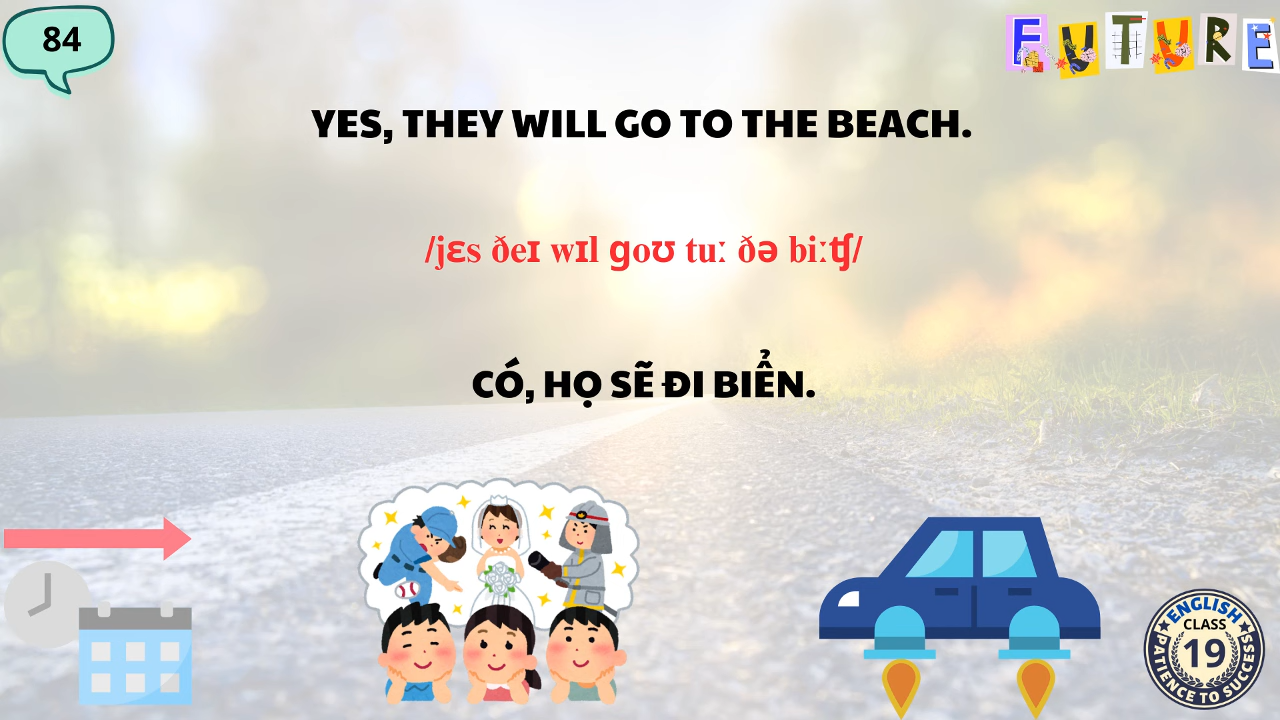 84
FUTURE
YES, THEY WILL GO TO THE BEACH.
/jɛs ðeɪ wɪl ɡoʊ tuː ðə biːʧ/
CÓ, HỌ SẼ ĐI BIỂN.
ENGLISH
CLASS
19
PATIENCE TO SUCCESS